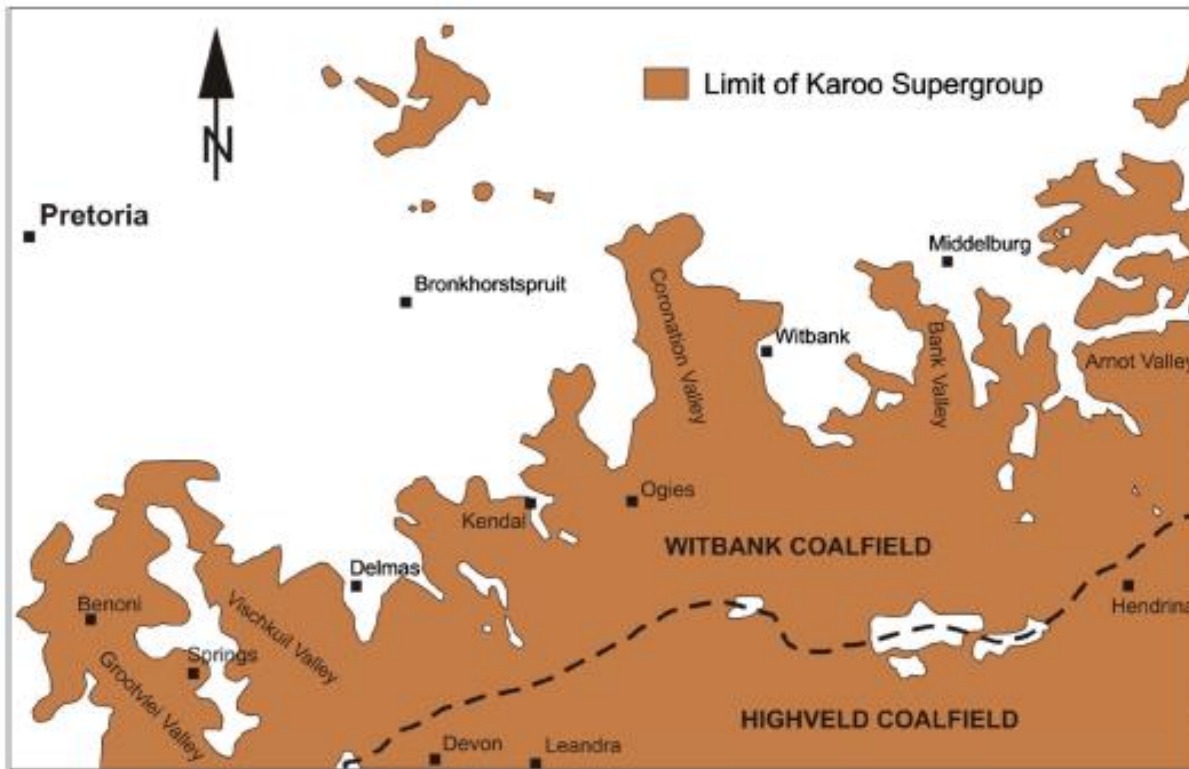 Limit of Karoo Supergroup
N
Pretoria
Bronkhorstspruit
Middelburg
Coronation Valley
Witbank
Bank Valley
Arnot Valley
Kendal
Ogies
WITBANK COALFIELD
Delmas
Hendrina
Benoni
Vischkuil Valley
Springs
Grootvlei Valley
HIGHVELD COALFIELD
Devon
Leandra